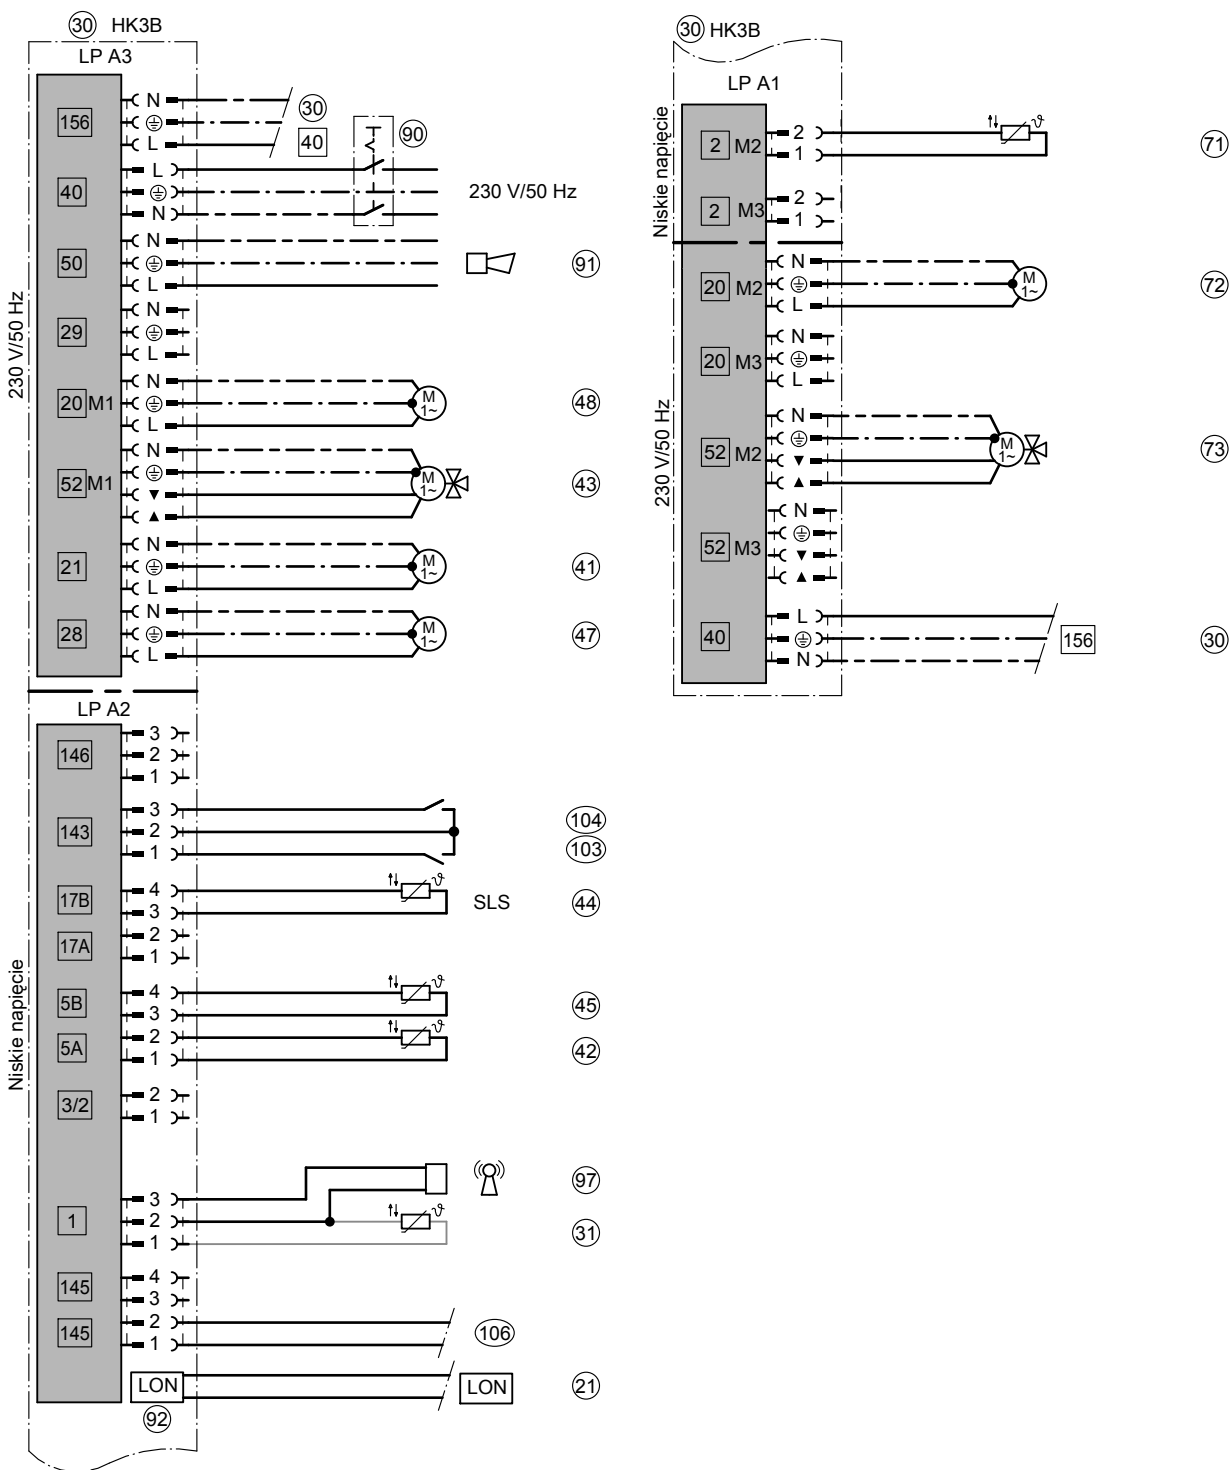 30 HK3B
LP A3
230 V/50 Hz
156
N
L
30
40
90
40
L
N
230 V/50 Hz
50
N
L
91
29
N
L
20 M1
N
L
M
1~
48
52 M1
N
▼
▲
M
1~
43
21
N
L
M
1~
41
28
N
L
M
1~
47
LP A2
Niskie napięcie
146
3
2
1
143
3
2
1
104
103
17B
4
3
ϑ
SLS
44
17A
2
1
5B
4
3
ϑ
45
5A
2
1
ϑ
42
3/2
2
1
97
1
3
2
1
ϑ
31
145
4
3
145
2
1
106
LON
LON
21
92
30 HK3B
LP A1
Niskie napięcie
2 M2
2
1
ϑ
71
2 M3
2
1
230 V/50 Hz
20 M2
N
L
M
1~
72
20 M3
N
L
52 M2
N
▼
▲
M
1~
73
52 M3
N
▼
▲
40
L
N
156
30